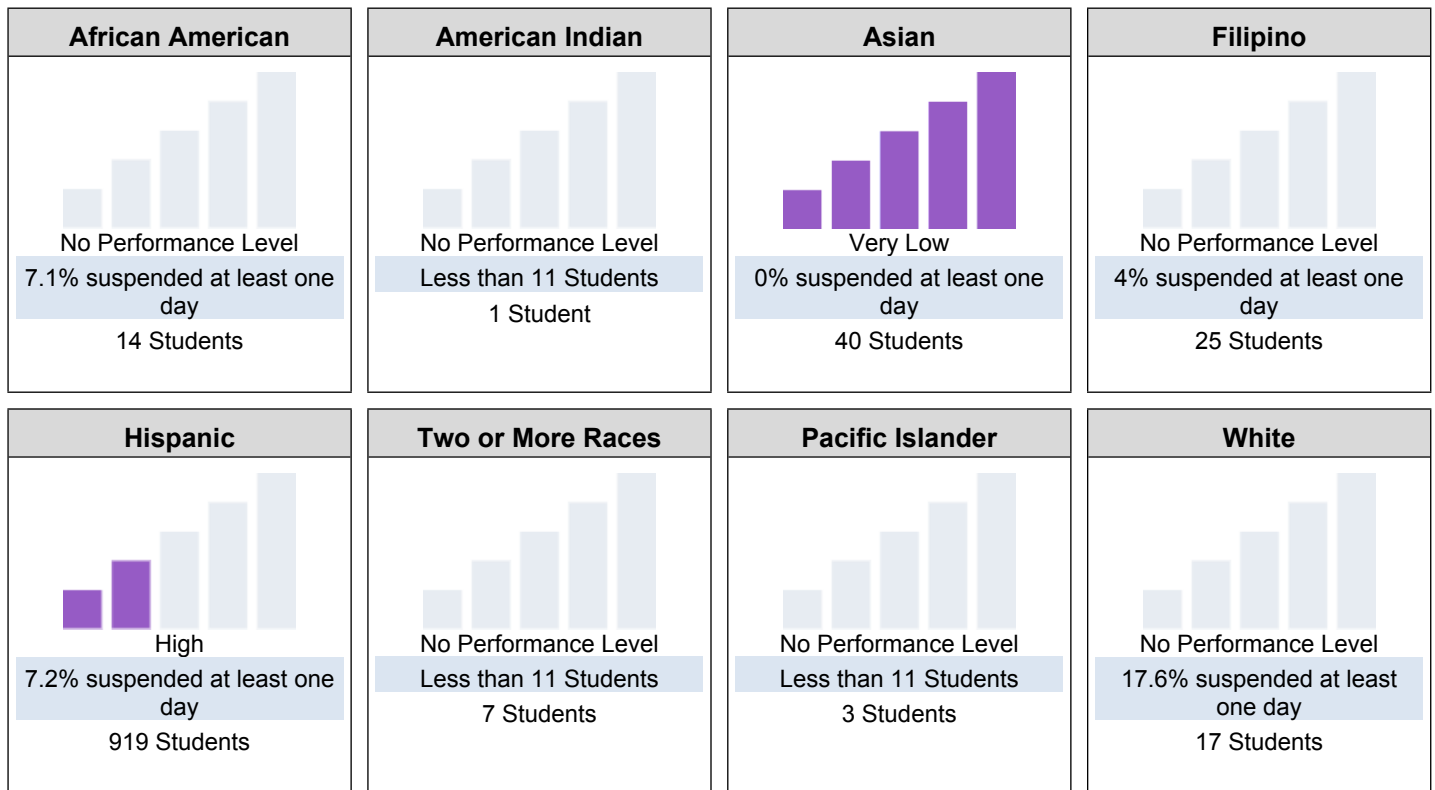 African American
No Performance Level
7.1% suspended at least one
day
14 Students
American Indian
No Performance Level
Less than 11 Students
1 Student
Asian
Very Low
0% suspended at least one
day
40 Students
Filipino
No Performance Level
4% suspended at least one
day
25 Students
Hispanic
High
7.2% suspended at least one
day
919 Students
Two or More Races
No Performance Level
Less than 11 Students
7 Students
Pacific Islander
No Performance Level
Less than 11 Students
3 Students
White
No Performance Level
17.6% suspended at least
one day
17 Students